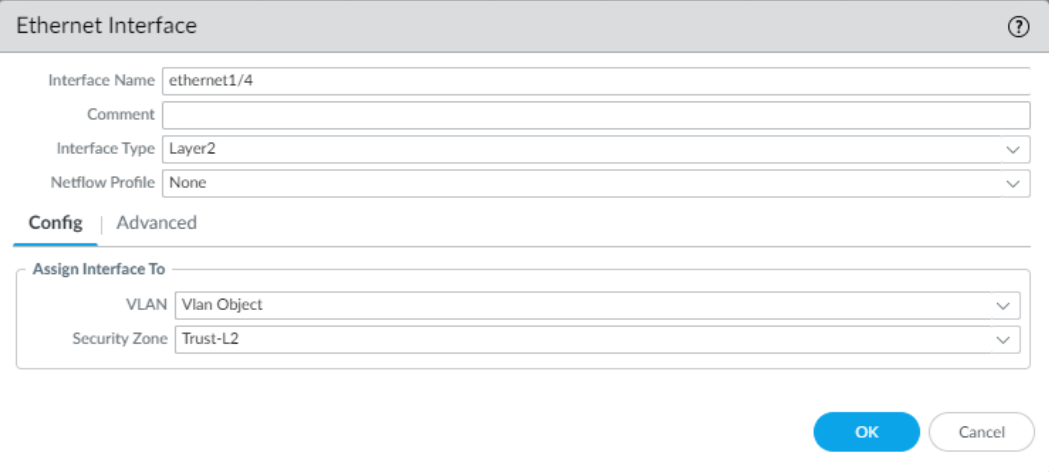 Ethernet Interface ?
Interface Name ethernet1/4
Comment
Interface Type Layer2
Netflow Profile None
Config | Advanced
Assign Interface To
VLAN Vlan Object
Security Zone Trust-L2
OK Cancel